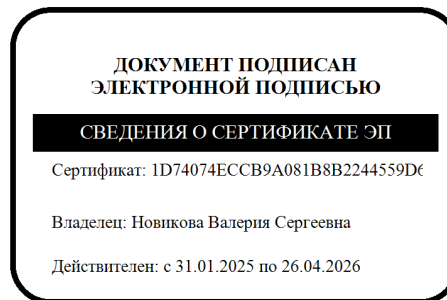 ДОКУМЕНТ ПОДПИСАН
ЭЛЕКТРОННОЙ ПОДПИСЬЮ
СВЕДЕНИЯ О СЕРТИФИКАТЕ ЭП
Сертификат: 1D74074ECCB9A081B8B2244559D6
Владелец: Новикова Валерия Сергеевна
Действителен: с 31.01.2025 по 26.04.2026